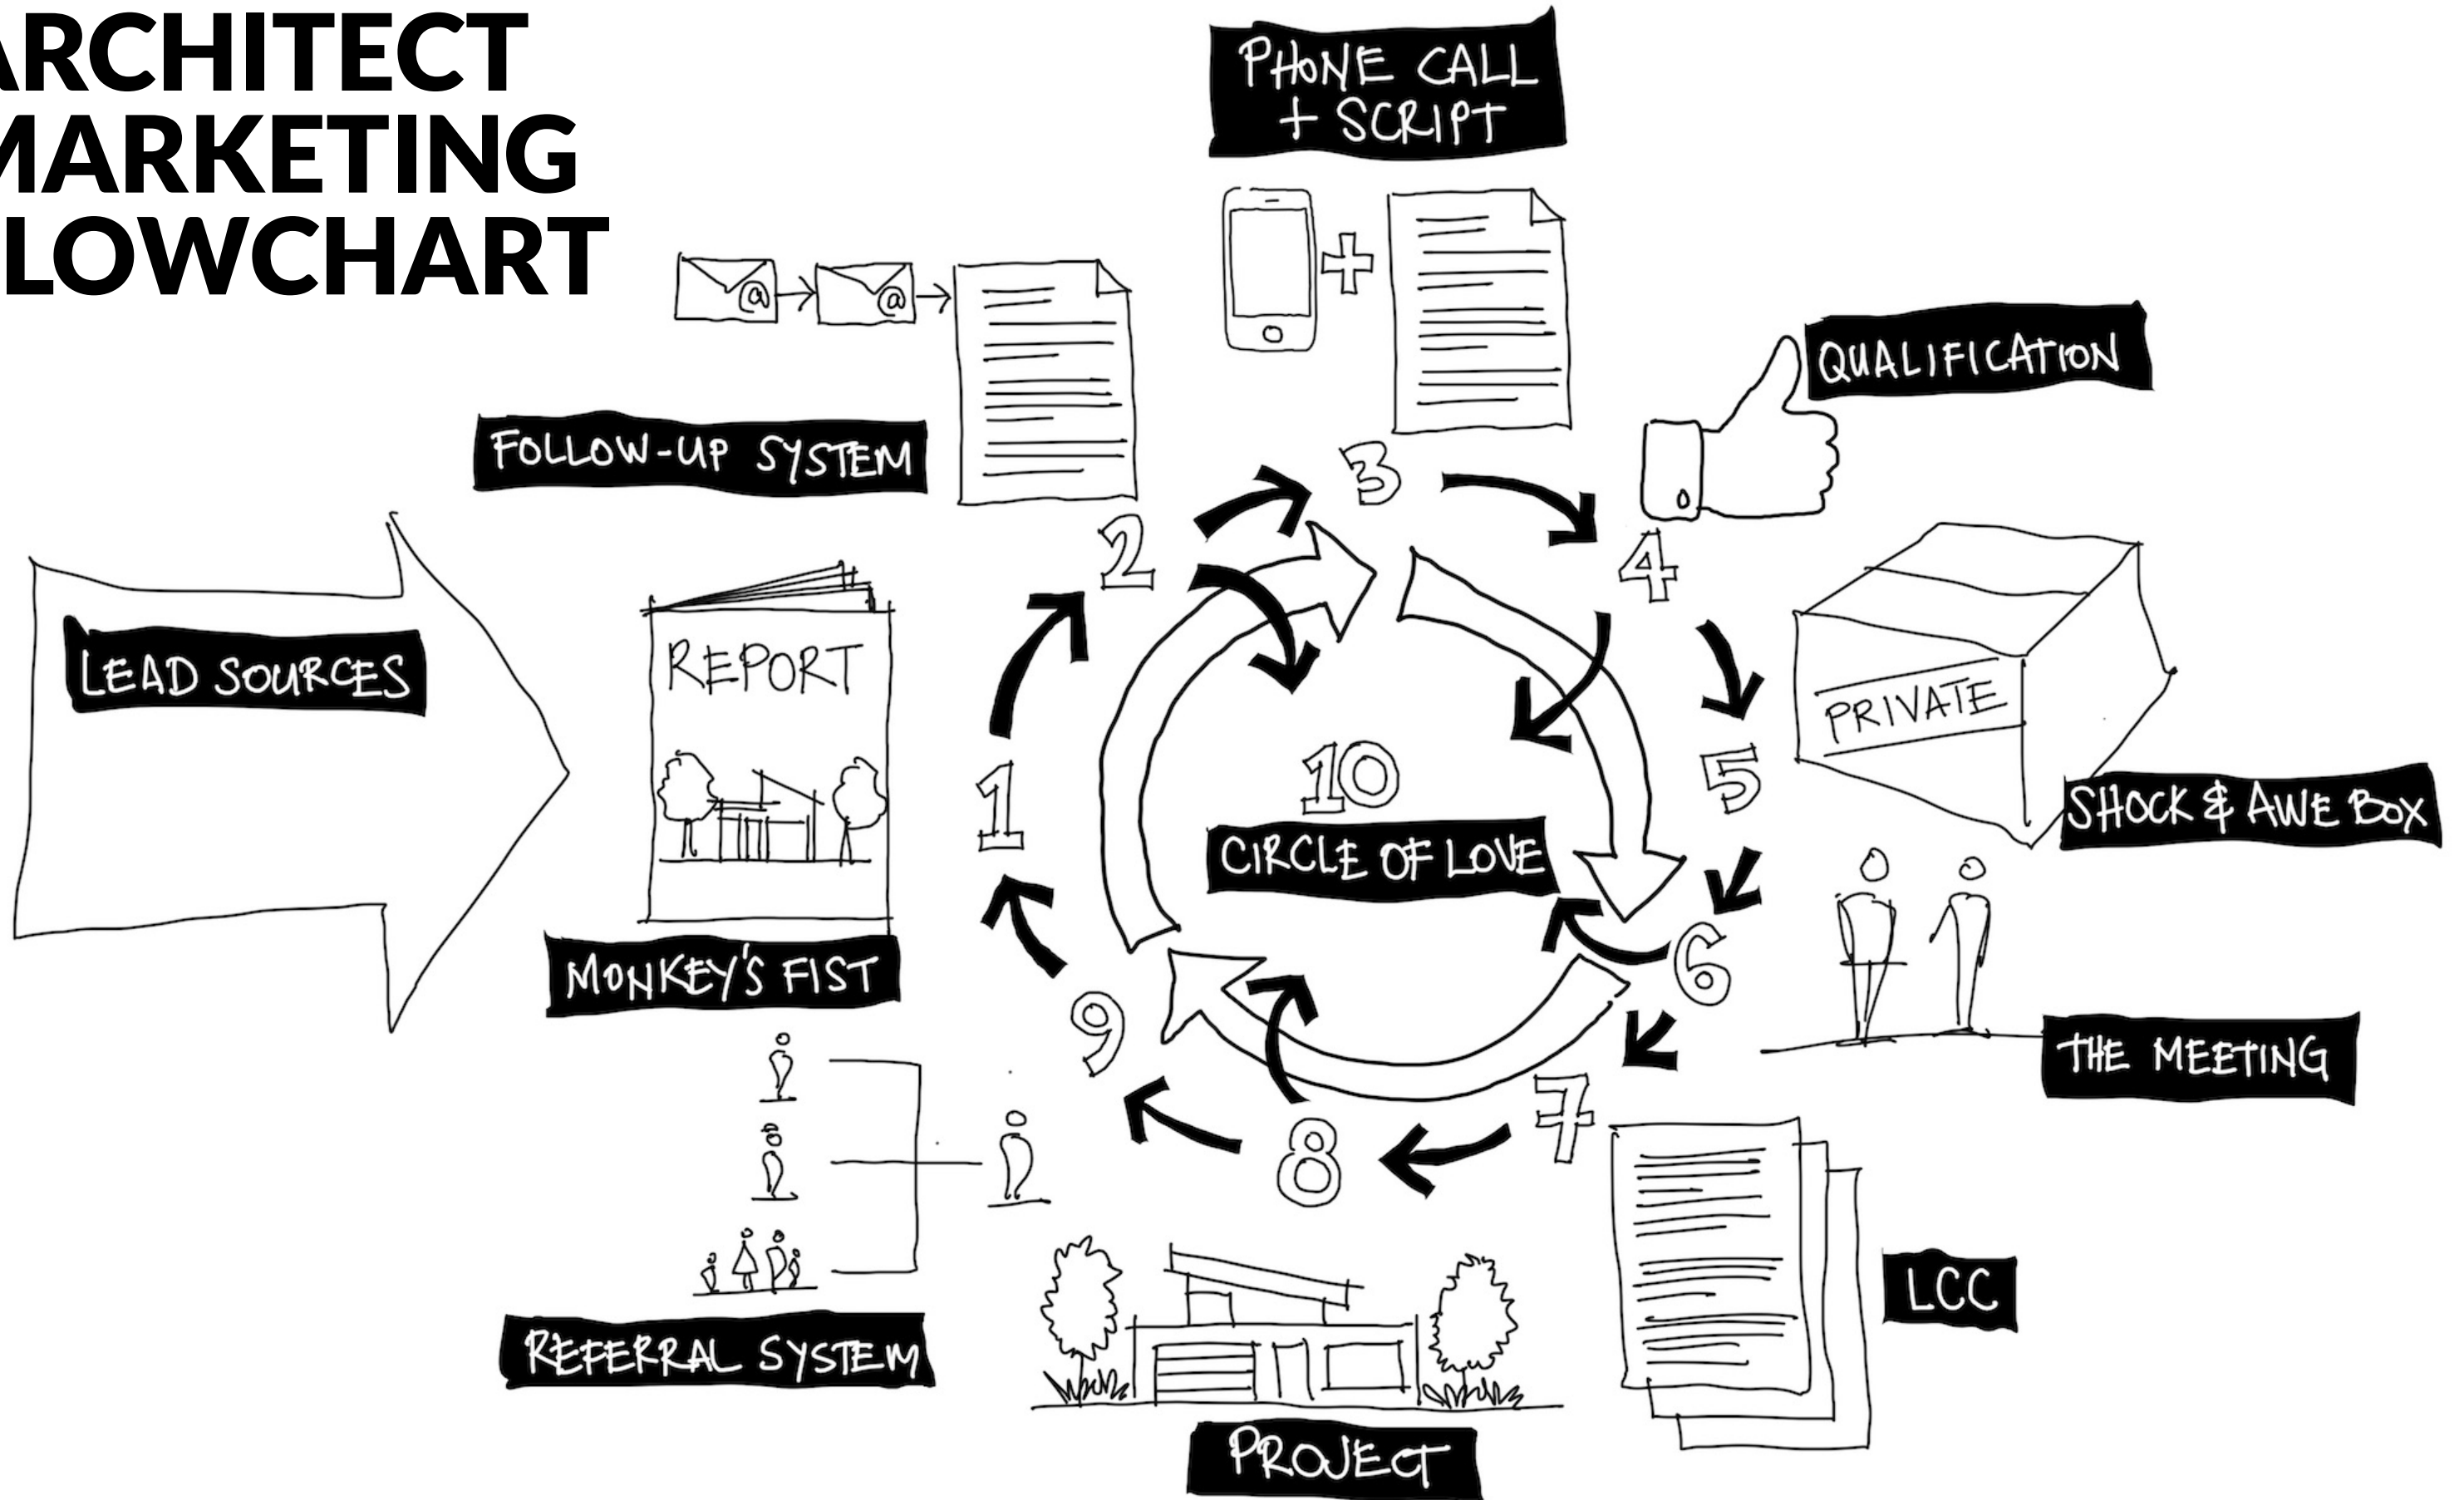 ARCHITECT
MARKETING
LOWCHART
PHONE CALL
+ SCRIPT
@ @
QUALIFICATION
FOLLOW-UP SYSTEM
3
2
4
LEAD SOURCES
REPORT
PRIVATE
1
10
5
CIRCLE OF LOVE
SHOCK & AWE BOX
MONKEY'S FIST
6
9
THE MEETING
7
8
LCC
REFERRAL SYSTEM
PROJECT